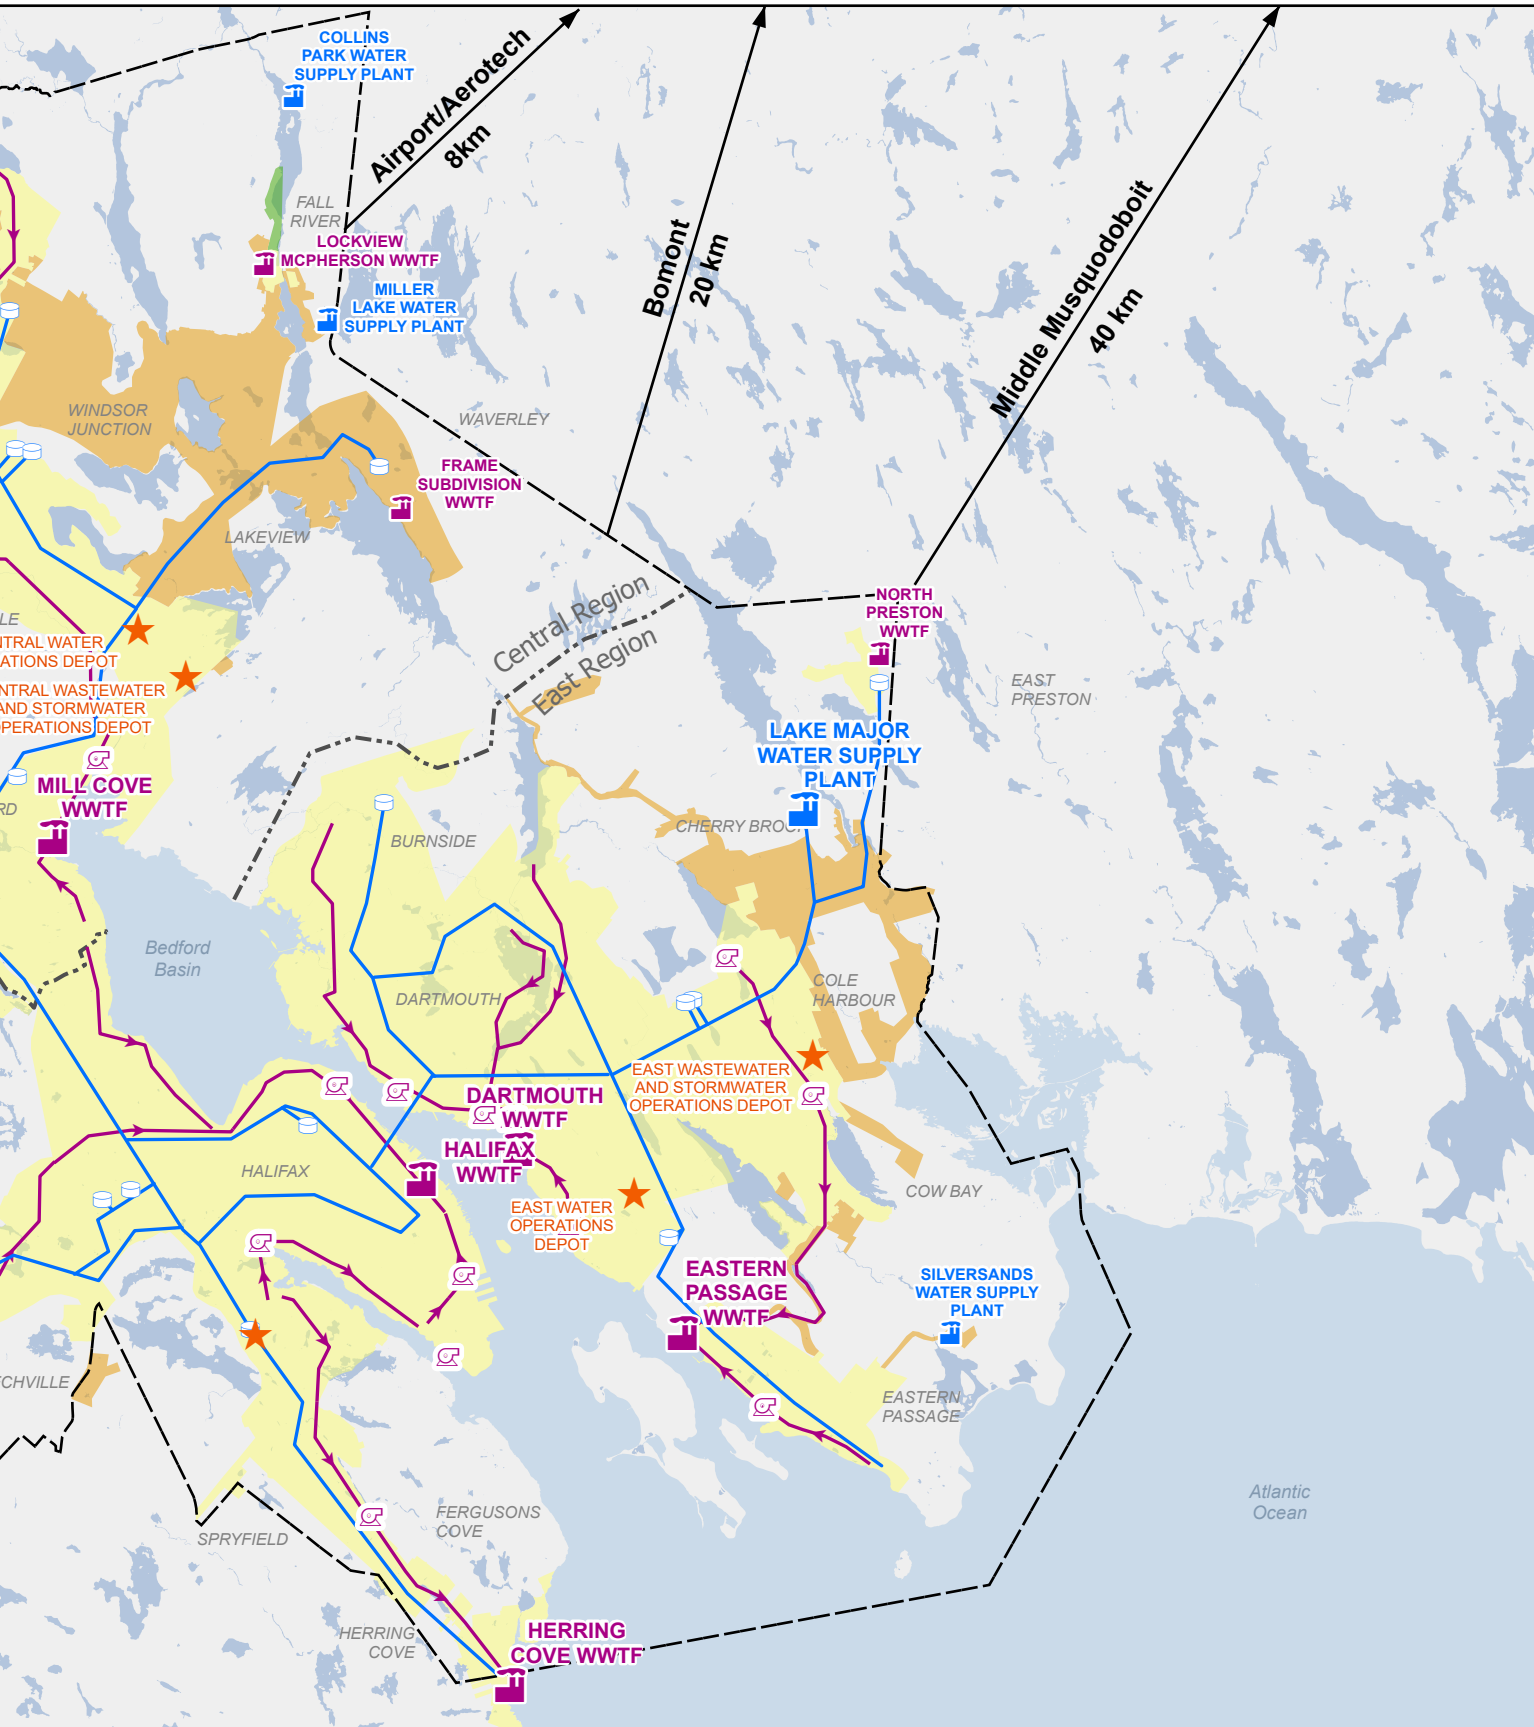 COLLINS
PARK WATER
SUPPLY PLANT
Airport/Aerotech
8km
FALL
RIVER
LOCKVIEW
MCPHERSON WWTF
MILLER
LAKE WATER
SUPPLY PLANT
Bomont
20 km
Middle Musquodoboit
40 km
WINDSOR
JUNCTION
WAVERLEY
FRAME
SUBDIVISION
WWTF
LAKEVIEW
Central Region
East Region
NORTH
PRESTON
WWTF
EAST
PRESTON
LE
NTRAL WATER
ATIONS DEPOT
NTRAL WASTEWATER
AND STORMWATER
PERATIONS DEPOT
MILL COVE
WWTF
RD
LAKE MAJOR
WATER SUPPLY
PLANT
BURNSIDE
CHERRY BROOK
Bedford
Basin
DARTMOUTH
COLE
HARBOUR
EAST WASTEWATER
AND STORMWATER
OPERATIONS DEPOT
DARTMOUTH
WWTF
HALIFAX
WWTF
HALIFAX
EAST WATER
OPERATIONS
DEPOT
COW BAY
EASTERN
PASSAGE
WWTF
SILVERSANDS
WATER SUPPLY
PLANT
CHVILLE
EASTERN
PASSAGE
Atlantic
Ocean
FERGUSONS
COVE
SPRYFIELD
HERRING
COVE
HERRING
COVE WWTF